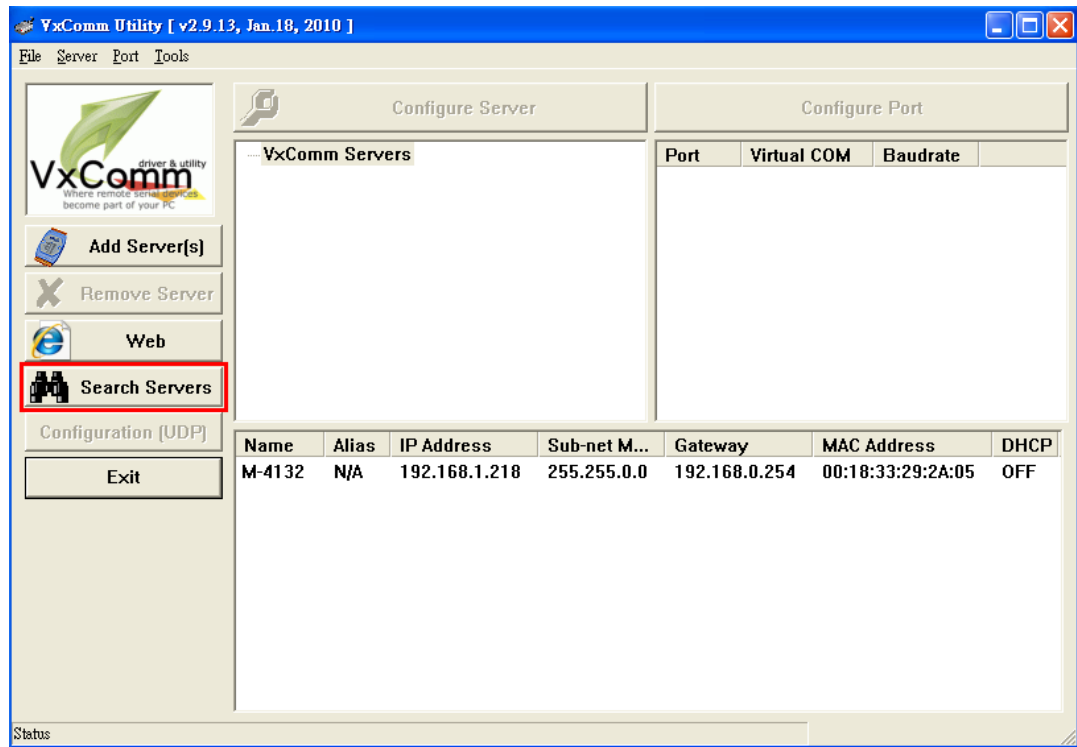 VxComm Utility [ v2.9.13, Jan.18, 2010 ]
File Server Port Tools
driver & utility
VxComm
Where remote serial devices
become part of your PC
Add Server(s)
Remove Server
Web
Search Servers
Configuration (UDP)
Exit
Configure Server
Configure Port
VxComm Servers
Port Virtual COM Baudrate
Name Alias IP Address Sub-net M... Gateway MAC Address DHCP
M-4132 N/A 192.168.1.218 255.255.0.0 192.168.0.254 00:18:33:29:2A:05 OFF
Status